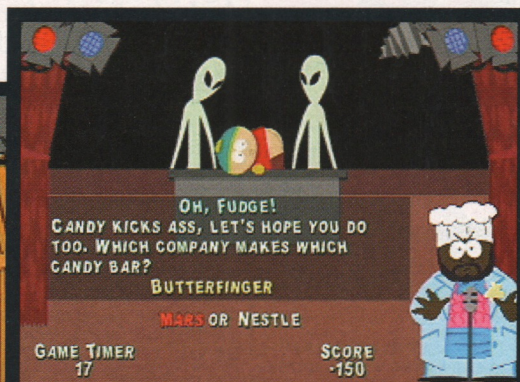 OH, FUDGE!
CANDY KICKS ASS, LET'S HOPE YOU DO
TOO. WHICH COMPANY MAKES WHICH
CANDY BAR?
BUTTERFINGER
MARS OR NESTLE
GAME TIMER
17
SCORE
-150